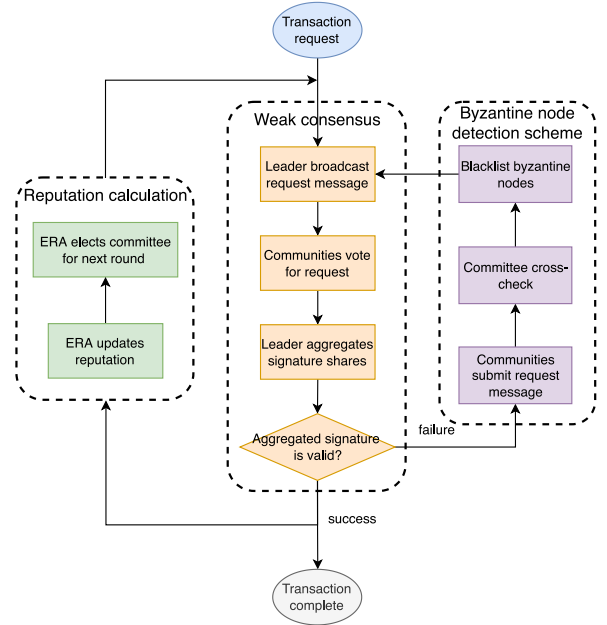 Transaction
request
Weak consensus
Leader broadcast
request message
Communities vote
for request
Leader aggregates
signature shares
Aggregated signature
is valid?
failure
success
Transaction
complete
Byzantine node
detection scheme
Blacklist byzantine
nodes
Committee cross-
check
Communities
submit request
message
Reputation calculation
ERA elects committee
for next round
ERA updates
reputation